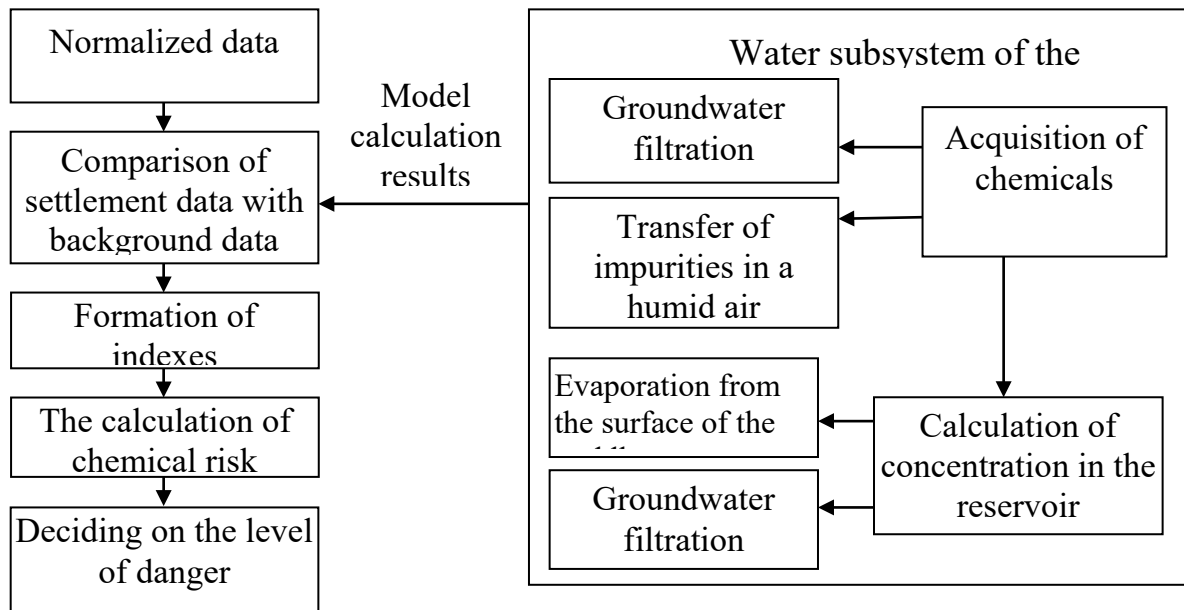 Normalized data
Comparison of
settlement data with
background data
Formation of
indexes
The calculation of
chemical risk
Deciding on the level
of danger
Model
calculation
results
Water subsystem of the
Groundwater
filtration
Transfer of
impurities in a
humid air
Acquisition of
chemicals
Evaporation from
the surface of the
Groundwater
filtration
Calculation of
concentration in the
reservoir